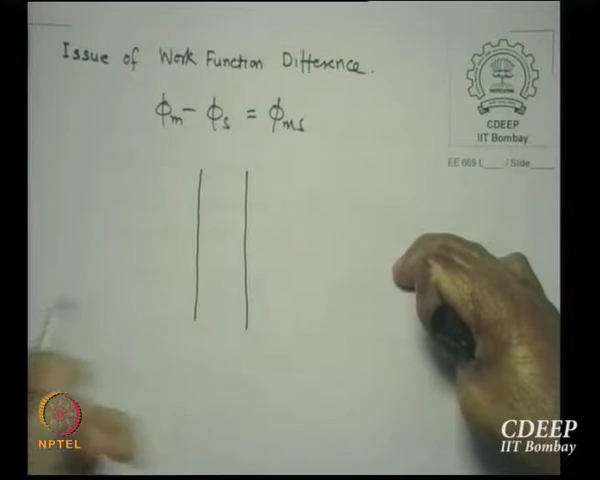 Issue of Work Function Difference.
ϕm - ϕs = ϕms
CDEEP
IIT Bombay
EE 669 L____ / Slide____
NPTEL
CDEEP
IIT Bombay